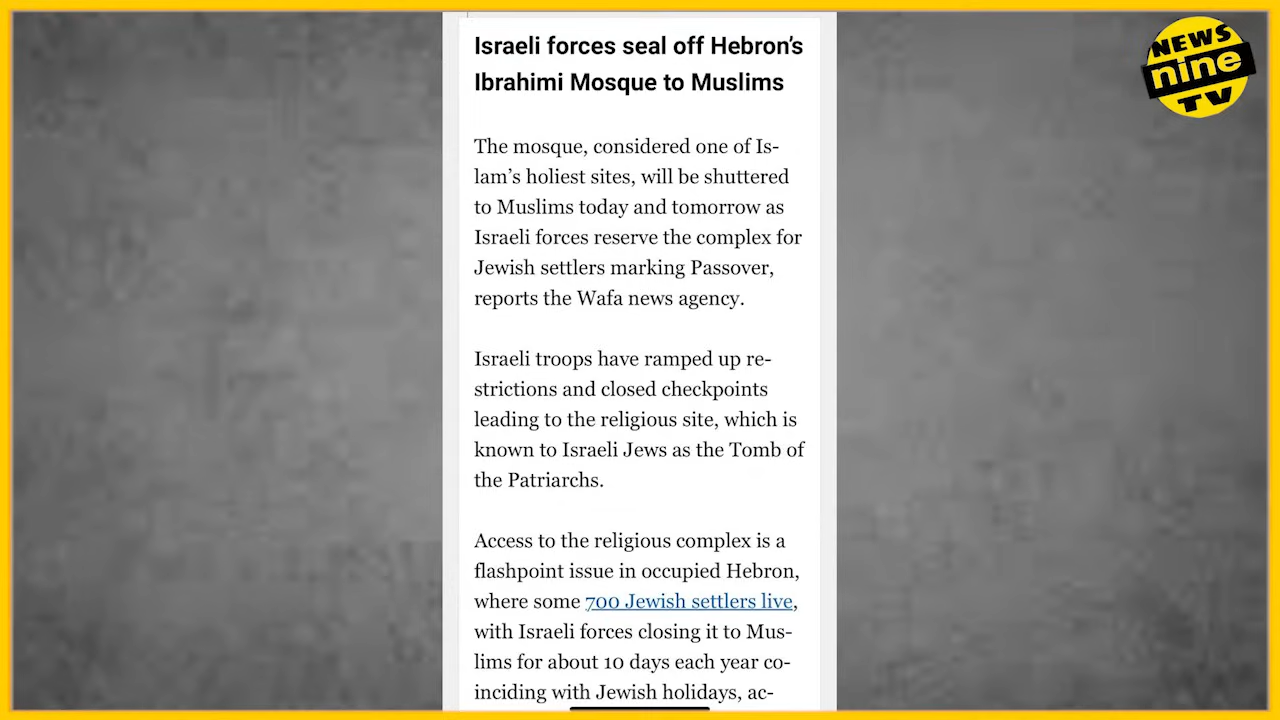 Israeli forces seal off Hebron's
Ibrahimi Mosque to Muslims
The mosque, considered one of Is-
lam's holiest sites, will be shuttered
to Muslims today and tomorrow as
Israeli forces reserve the complex for
Jewish settlers marking Passover,
reports the Wafa news agency.
Israeli troops have ramped up re-
strictions and closed checkpoints
leading to the religious site, which is
known to Israeli Jews as the Tomb of
the Patriarchs.
Access to the religious complex is a
flashpoint issue in occupied Hebron,
where some 700 Jewish settlers live,
with Israeli forces closing it to Mus-
lims for about 10 days each year co-
inciding with Jewish holidays, ac-
NEWS
nine
TV